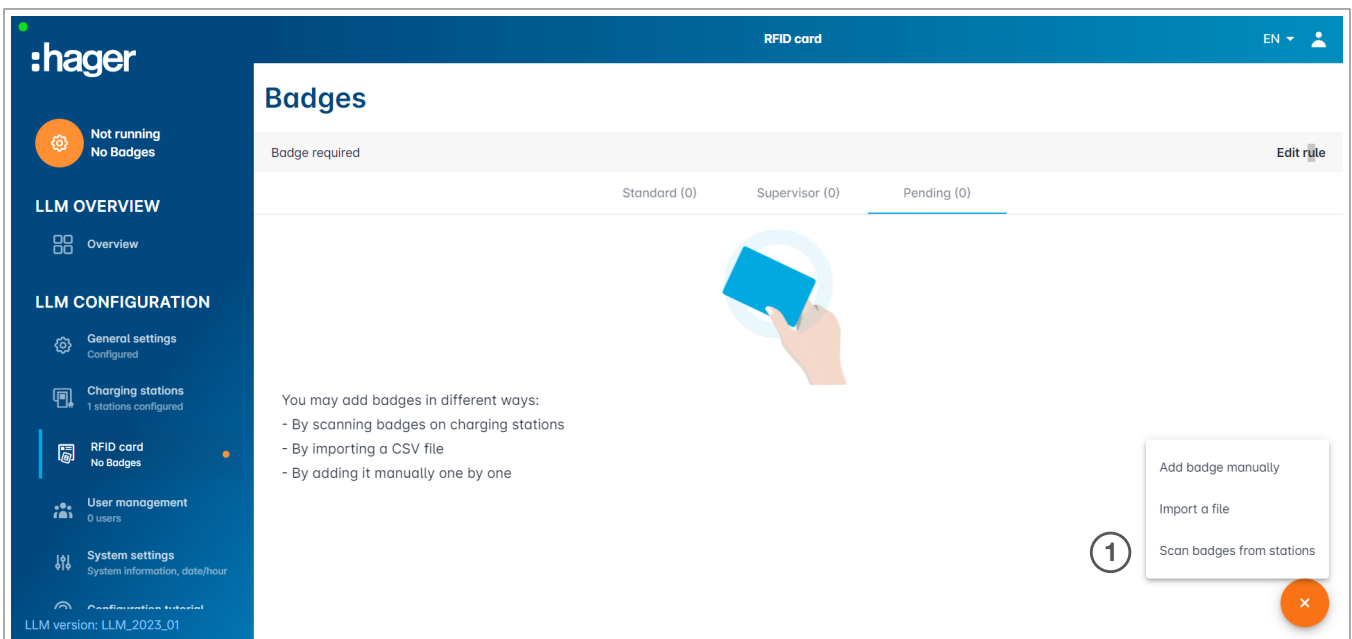 :hager
RFID card
EN
Not running
No Badges
LLM OVERVIEW
Overview
LLM CONFIGURATION
General settings
Configured
Charging stations
1 stations configured
RFID card
No Badges
User management
0 users
System settings
System information, date/hour
Configuration tutorial
LLM version: LLM_2023_01
Badges
Badge required
Edit rule
Standard (0) Supervisor (0) Pending (0)
You may add badges in different ways:
- By scanning badges on charging stations
- By importing a CSV file
- By adding it manually one by one
Add badge manually
Import a file
1 Scan badges from stations